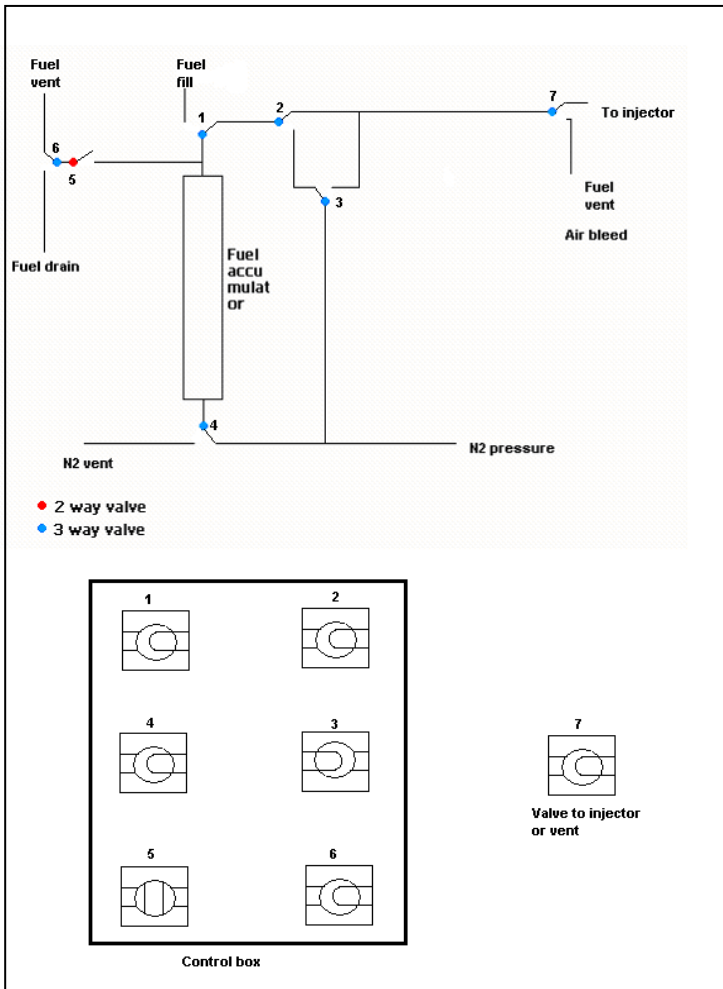 Fuel
vent
Fuel
fill
1
2
7
To injector
6
5
3
Fuel
vent
Air bleed
Fuel drain
Fuel
accu
mulat
or
4
N2 vent
N2 pressure
2 way valve
3 way valve
1
2
4
3
7
Valve to injector
or vent
5
6
Control box